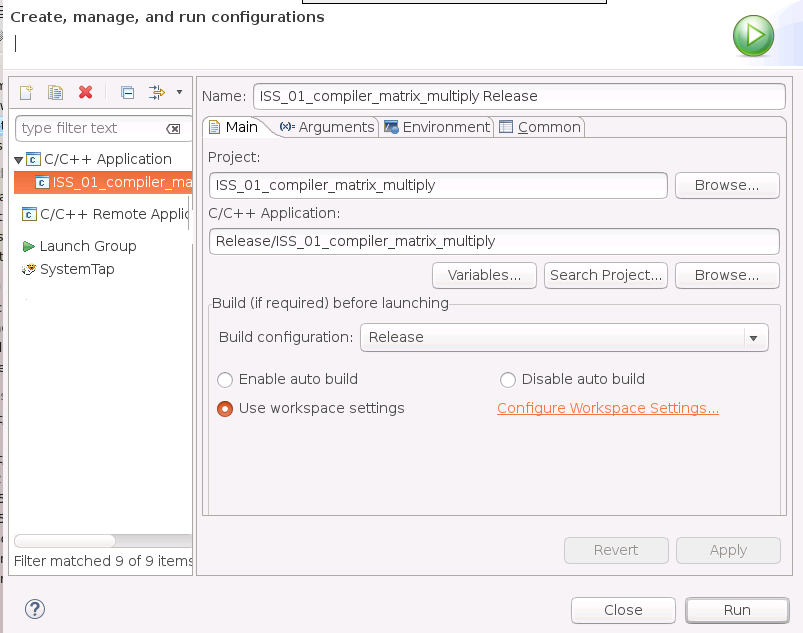 Create, manage, and run configurations
type filter text
C/C++ Application
ISS_01_compiler_ma
C/C++ Remote Applic
Launch Group
SystemTap
Filter matched 9 of 9 items
Name: ISS_01_compiler_matrix_multiply Release
Main (x)= Arguments Environment Common
Project:
ISS_01_compiler_matrix_multiply Browse...
C/C++ Application:
Release/ISS_01_compiler_matrix_multiply
Variables... Search Project... Browse...
Build (if required) before launching
Build configuration: Release
Enable auto build Disable auto build
Use workspace settings Configure Workspace Settings...
Revert Apply
Close Run